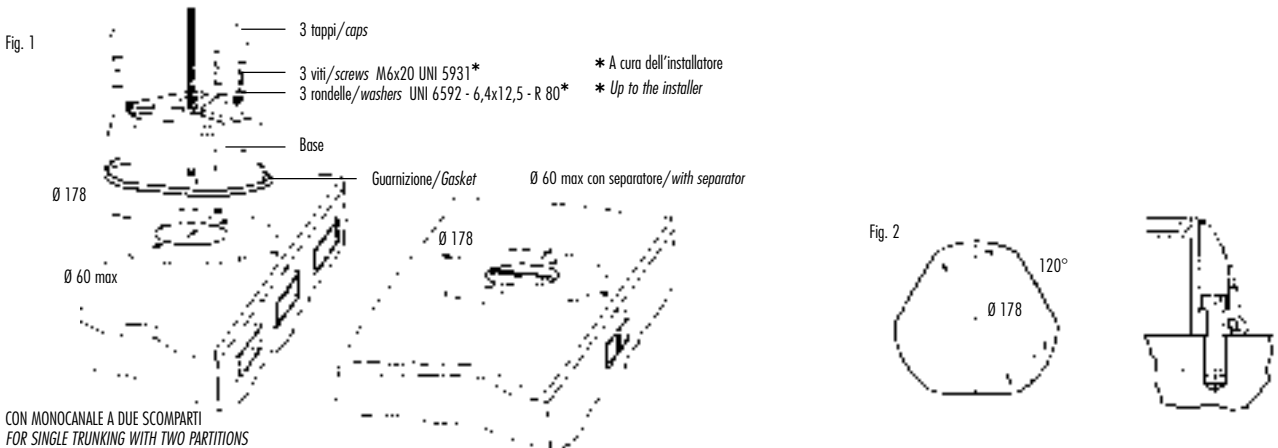 Fig. 1
3 tappi/caps
3 viti/screws M6x20 UNI 5931*
3 rondelle/washers UNI 6592 - 6,4x12,5 - R 80*
* A cura dell'installatore
* Up to the installer
Base
Guarnizione/Gasket
Ø 60 max con separatore/with separator
Ø 178
Ø 60 max
Ø 178
Fig. 2
120°
Ø 178
CON MONOCANALE A DUE SCOMPARTI
FOR SINGLE TRUNKING WITH TWO PARTITIONS